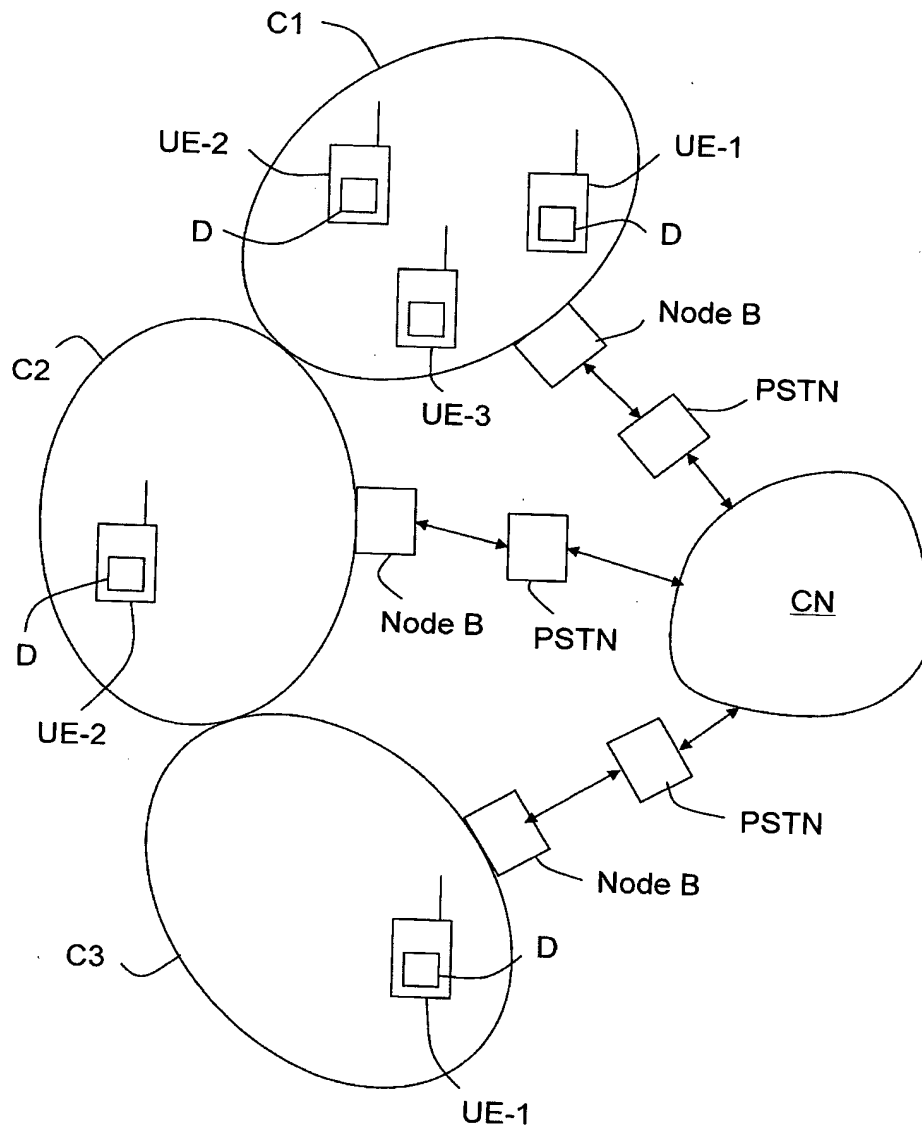 C1
UE-2
UE-1
D
D
Node B
C2
PSTN
UE-3
CN
Node B
PSTN
D
UE-2
PSTN
Node B
C3
D
UE-1